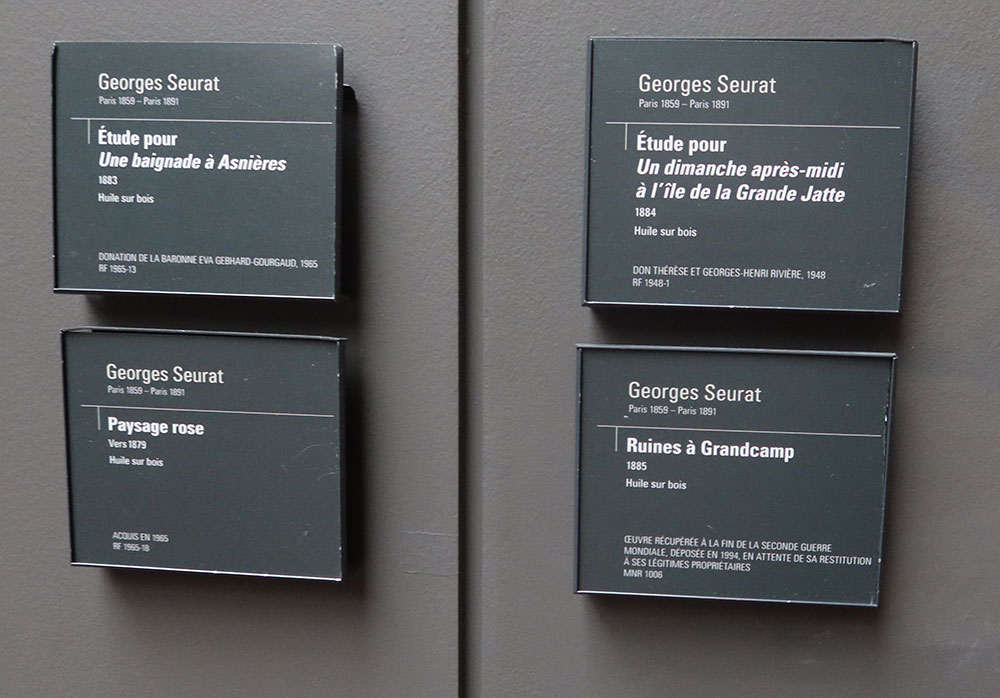 Georges Seurat
Paris 1859 – Paris 1891
Étude pour
Une baignade à Asnières
1883
Huile sur bois
DONATION DE LA BARONNE EVA GEBHARD-GOURGAUD, 1965
RF 1965-13
Georges Seurat
Paris 1859 – Paris 1891
Étude pour
Un dimanche après-midi
à l'île de la Grande Jatte
1884
Huile sur bois
DON THÉRÈSE ET GEORGES-HENRI RIVIÈRE, 1948
RF 1948-1
Georges Seurat
Paris 1859 – Paris 1891
Paysage rose
Vers 1879
Huile sur bois
ACQUIS EN 1965
RF 1965-18
Georges Seurat
Paris 1859 – Paris 1891
Ruines à Grandcamp
1885
Huile sur bois
ŒUVRE RÉCUPÉRÉE À LA FIN DE LA SECONDE GUERRE
MONDIALE, DÉPOSÉE EN 1994, EN ATTENTE DE SA RESTITUTION
À SES LÉGITIMES PROPRIÉTAIRES
MNR 1006